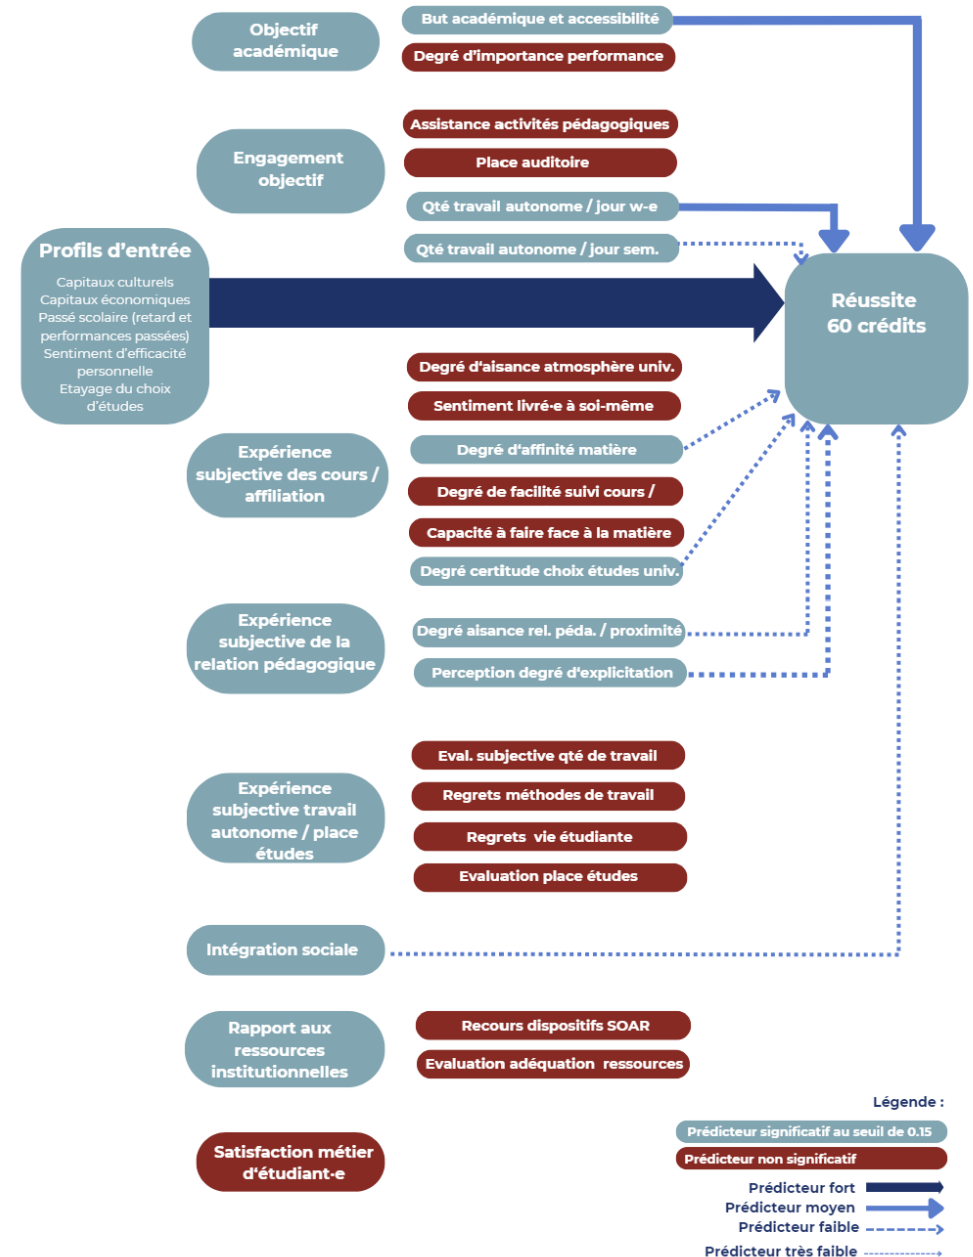 Objectif
académique
But académique et accessibilité
Degré d'importance performance
Engagement
objectif
Assistance activités pédagogiques
Place auditoire
Qté travail autonome / jour w-e
Qté travail autonome / jour sem.
Profils d'entrée
Capitaux culturels
Capitaux économiques
Passé scolaire (retard et
performances passées)
Sentiment d'efficacité
personnelle
Etayage du choix
d'études
Réussite
60 crédits
Expérience
subjective des cours /
affiliation
Degré d'aisance atmosphère univ.
Sentiment livré·e à soi-même
Degré d'affinité matière
Degré de facilité suivi cours /
Capacité à faire face à la matière
Degré certitude choix études univ.
Expérience
subjective de la
relation pédagogique
Degré aisance rel. péda. / proximité
Perception degré d'explicitation
Expérience
subjective travail
autonome / place
études
Eval. subjective qté de travail
Regrets méthodes de travail
Regrets vie étudiante
Evaluation place études
Intégration sociale
Rapport aux
ressources
institutionnelles
Recours dispositifs SOAR
Evaluation adéquation ressources
Satisfaction métier
d'étudiant·e
Légende :
Prédicteur significatif au seuil de 0.15
Prédicteur non significatif
Prédicteur fort
Prédicteur moyen
Prédicteur faible
Prédicteur très faible